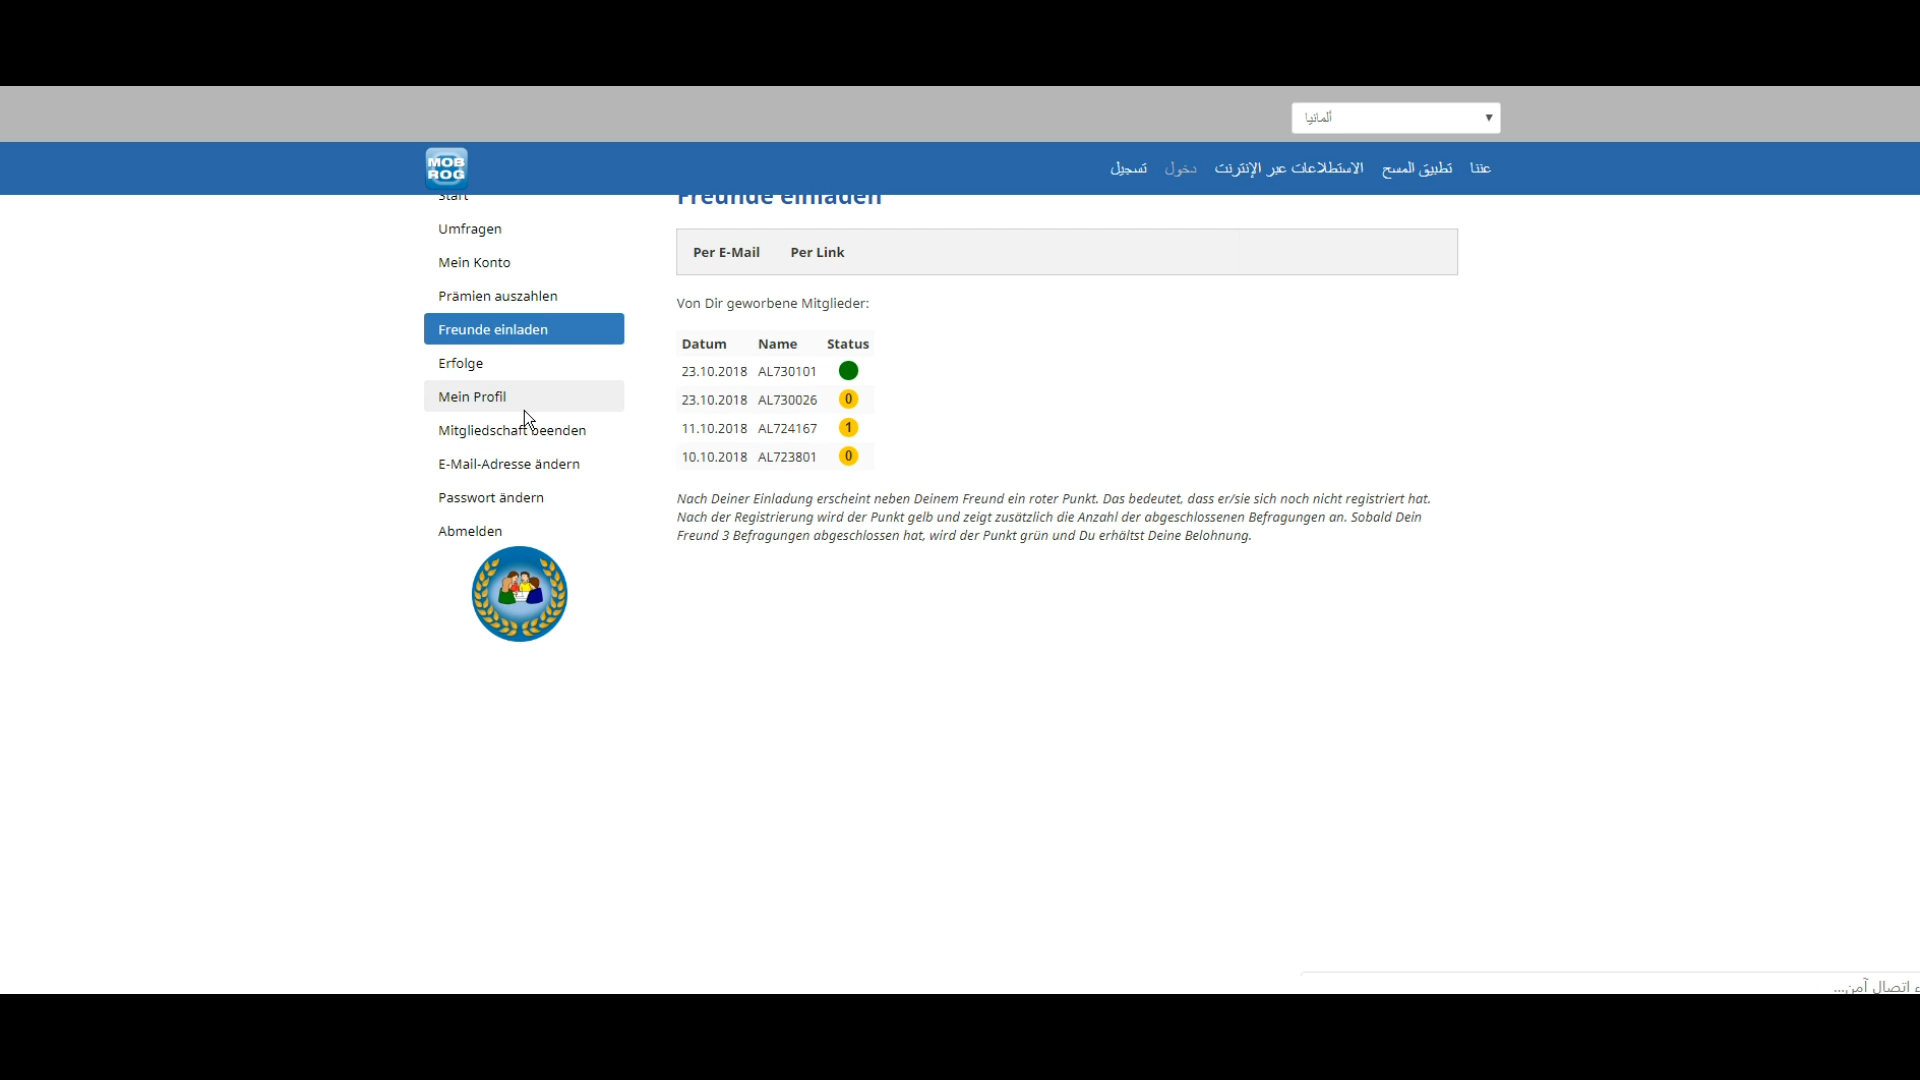 ألمانيا
MOB
ROG
عننا تطبيق المسح الاستطلاعات عبر الإنترنت دخول تسجيل
Start
Umfragen
Mein Konto
Prämien auszahlen
Freunde einladen
Erfolge
Mein Profil
Mitgliedschaft beenden
E-Mail-Adresse ändern
Passwort ändern
Abmelden
Freunde einladen
Per E-Mail Per Link
Von Dir geworbene Mitglieder:
Datum Name Status
23.10.2018 AL730101
23.10.2018 AL730026 0
11.10.2018 AL724167 1
10.10.2018 AL723801 0
Nach Deiner Einladung erscheint neben Deinem Freund ein roter Punkt. Das bedeutet, dass er/sie sich noch nicht registriert hat.
Nach der Registrierung wird der Punkt gelb und zeigt zusätzlich die Anzahl der abgeschlossenen Befragungen an. Sobald Dein
Freund 3 Befragungen abgeschlossen hat, wird der Punkt grün und Du erhältst Deine Belohnung.
اتصال آمن...